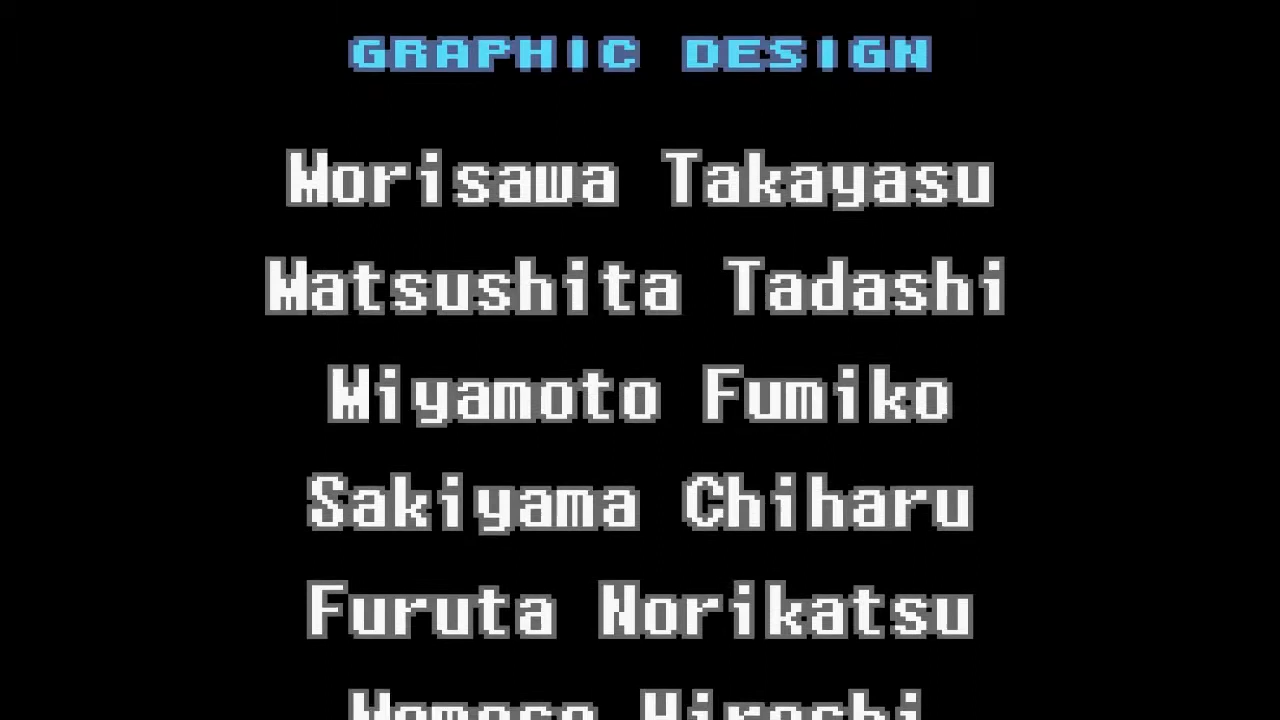 GRAPHIC DESIGN
Morisawa Takayasu
Matsushita Tadashi
Miyamoto Fumiko
Sakiyama Chiharu
Furuta Norikatsu